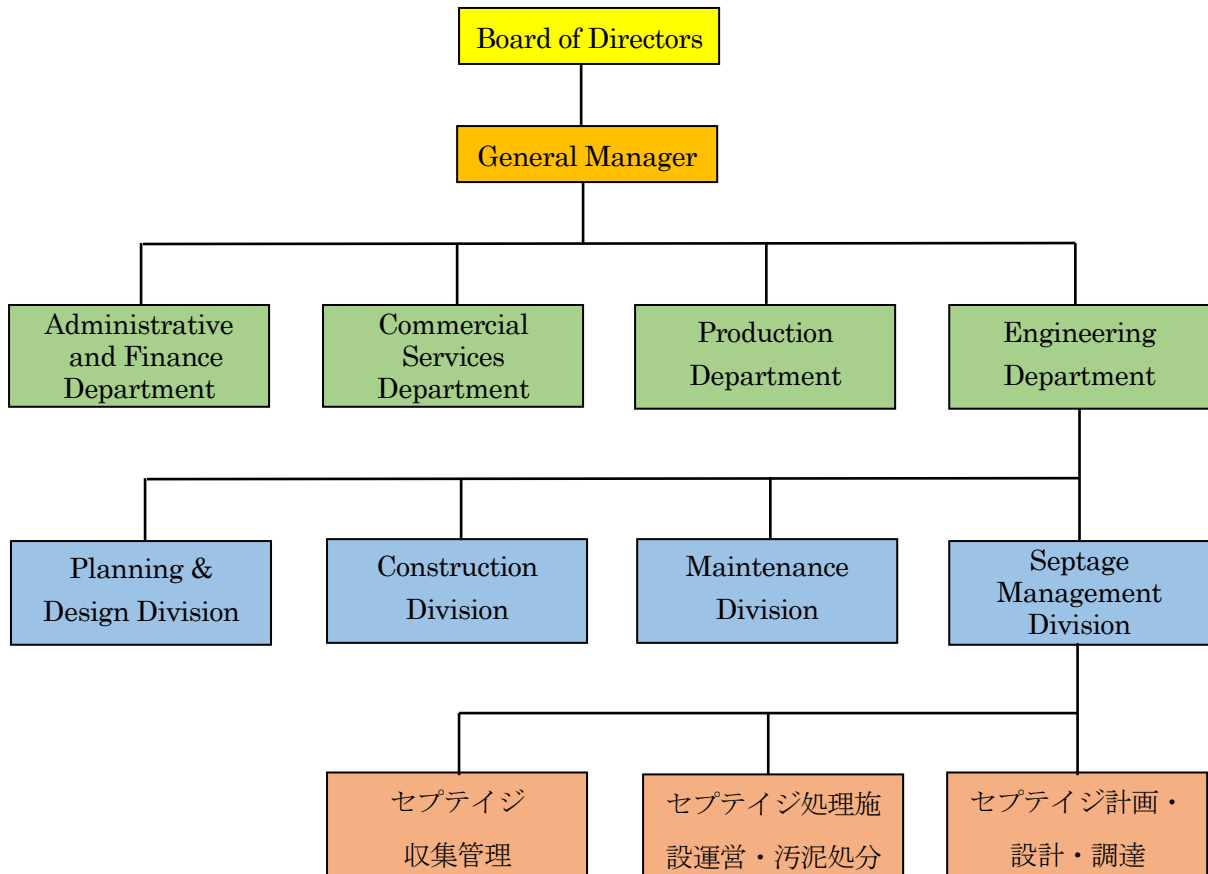 Board of Directors
General Manager
Administrative
and Finance
Department
Commercial
Services
Department
Production
Department
Engineering
Department
Planning &
Design Division
Construction
Division
Maintenance
Division
Septage
Management
Division
セプテイジ
収集管理
セプテイジ処理施
設運営・汚泥処分
セプテイジ計画・
設計・調達